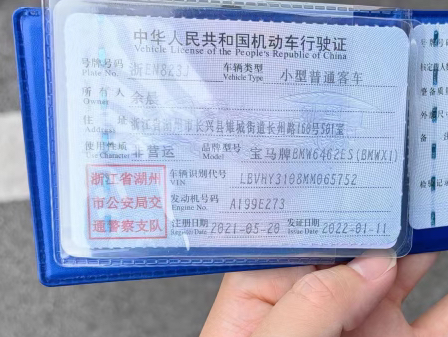 中华人民共和国机动车行驶证
Vehicle License of the People's Republic of China
号牌号码 浙EN823J 车辆类型 小型普通客车
Plate No. Vehicle Type
所有人 余晨
Owner
住址 浙江省湖州市长兴县雉城街道长州路160号501室
Address
使用性质 非营运 品牌型号 宝马牌BMW6462ES(BMWX1)
Use Character Model
浙江省湖州
市公安局交
通警察支队
车辆识别代号 LBVHY3108MM065752
VIN
发动机号码 A199E273
Engine No.
注册日期 2021-05-28 发证日期 2022-01-11
Register Date Issue Date